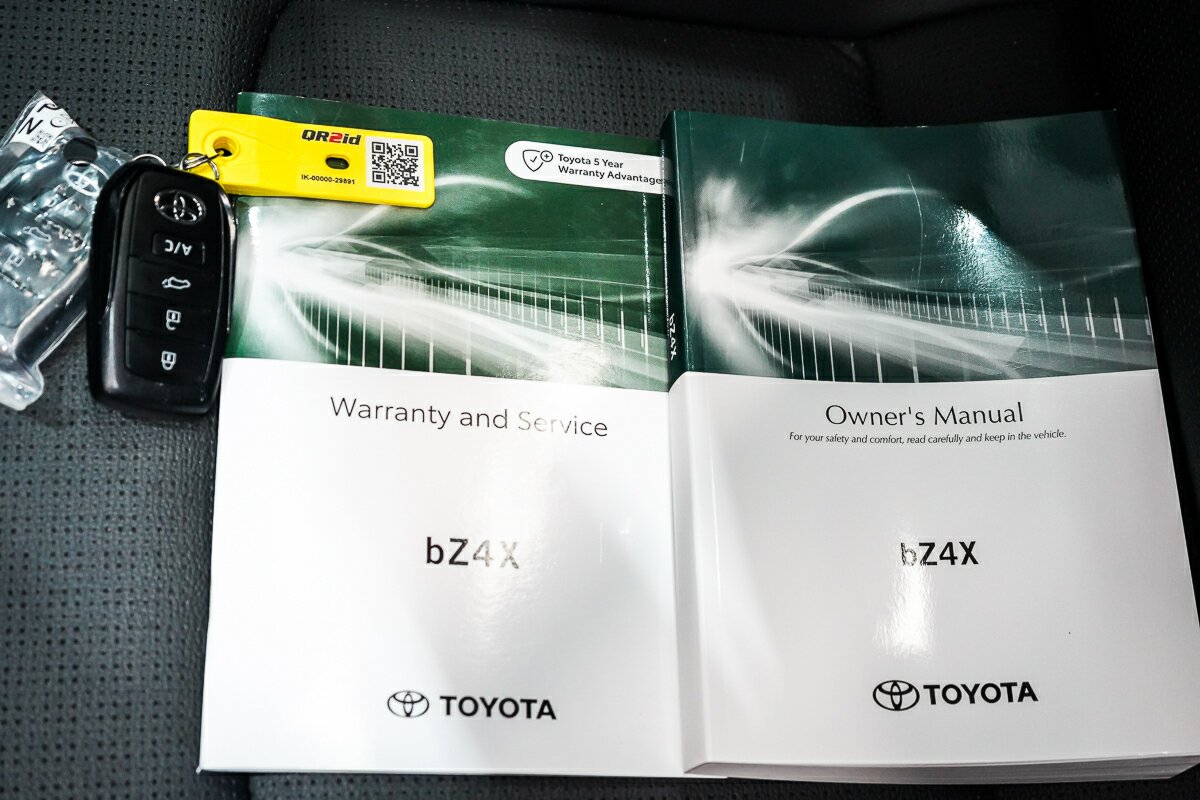 QR2id
IK-00000-29891
A/C
Toyota 5 Year
Warranty Advantage
Warranty and Service
bZ4X
TOYOTA
bZ4X
Owner's Manual
For your safety and comfort, read carefully and keep in the vehicle.
bZ4X
TOYOTA